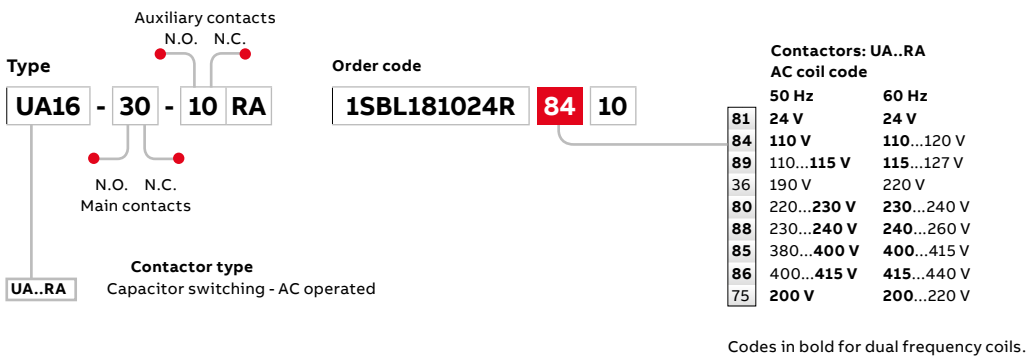 Auxiliary contacts
N.O. N.C.
Type
UA16 - 30 - 10 RA
N.O. N.C.
Main contacts
Contactor type
UA..RA Capacitor switching - AC operated
Order code
1SBL181024R 84 10
Contactors: UA..RA
AC coil code
50 Hz 60 Hz
81 24 V 24 V
84 110 V 110...120 V
89 110...115 V 115...127 V
36 190 V 220 V
80 220...230 V 230...240 V
88 230...240 V 240...260 V
85 380...400 V 400...415 V
86 400...415 V 415...440 V
75 200 V 200...220 V
Codes in bold for dual frequency coils.